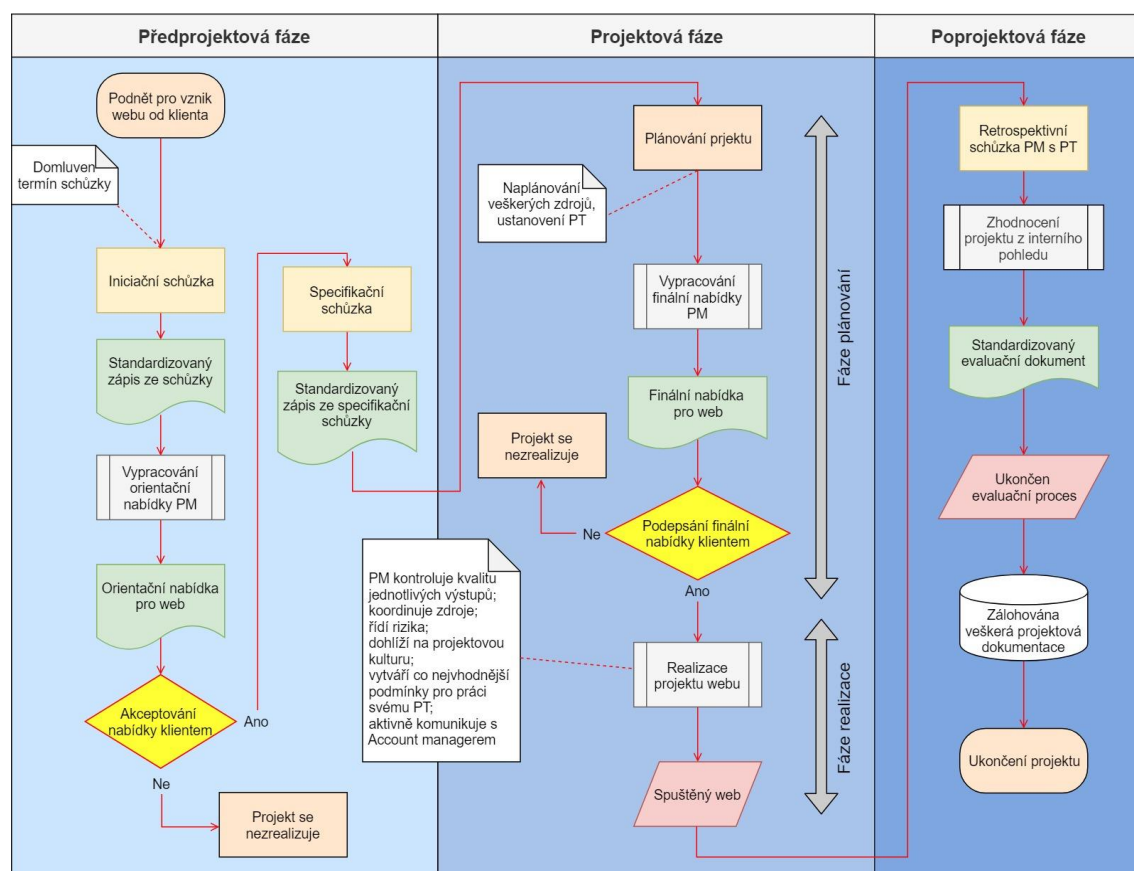 Předprojektová fáze
Projektová fáze
Poprojektová fáze
Podnět pro vznik
webu od klienta
Domluven
termín schůzky
Iniciační schůzka
Standardizovaný
zápis ze schůzky
Vypracování
orientační
nabídky PM
Orientační nabídka
pro web
Akceptování
nabídky klientem
Ano
Ne
Projekt se
nezrealizuje
Specifikační
schůzka
Standardizovaný
zápis ze specifikační
schůzky
Plánování prjektu
Naplánování
veškerých zdrojů,
ustanovení PT
Vypracování
finální nabídky
PM
Finální nabídka
pro web
Projekt se
nezrealizuje
Ne
Podepsání finální
nabídky klientem
Ano
PM kontroluje kvalitu
jednotlivých výstupů;
koordinuje zdroje;
řídí rizika;
dohlíží na projektovou
kulturu;
vytváří co nejvhodnější
podmínky pro práci
svému PT;
aktivně komunikuje s
Account managerem
Realizace
projektu webu
Spuštěný web
Fáze plánování
Fáze realizace
Retrospektivní
schůzka PM s PT
Zhodnocení
projektu z interního
pohledu
Standardizovaný
evaluační dokument
Ukončen
evaluační proces
Zálohována
veškerá projektová
dokumentace
Ukončení projektu